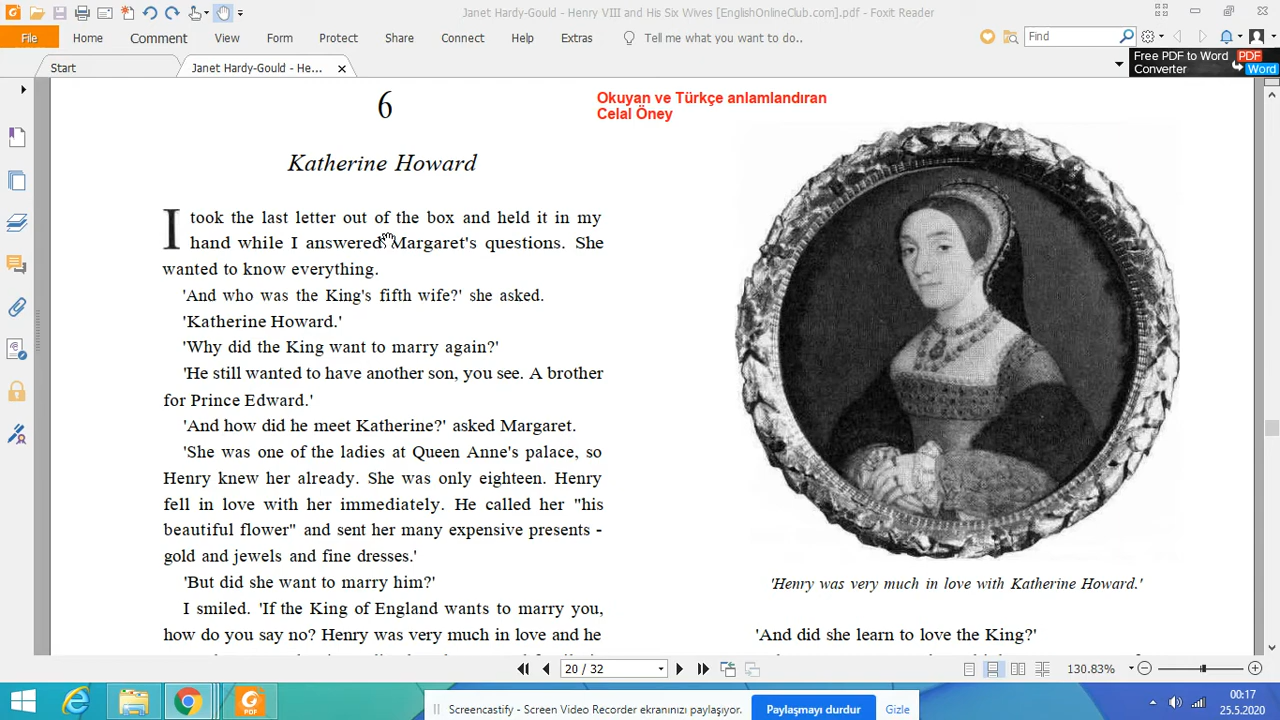 Janet Hardy-Gould - Henry VIII and His Six Wives [EnglishOnlineClub.com].pdf - Foxit Reader
File Home Comment View Form Protect Share Connect Help Extras Tell me what you want to do.. Find
Start Janet Hardy-Gould - He...
Free PDF to Word PDF
Converter Word
6
Okuyan ve Türkçe anlamlandıran
Celal Öney
Katherine Howard
I took the last letter out of the box and held it in my
hand while I answered Margaret's questions. She
wanted to know everything.
'And who was the King's fifth wife?' she asked.
'Katherine Howard.'
'Why did the King want to marry again?'
'He still wanted to have another son, you see. A brother
for Prince Edward.'
'And how did he meet Katherine?' asked Margaret.
'She was one of the ladies at Queen Anne's palace, so
Henry knew her already. She was only eighteen. Henry
fell in love with her immediately. He called her "his
beautiful flower" and sent her many expensive presents -
gold and jewels and fine dresses.'
'But did she want to marry him?'
I smiled. 'If the King of England wants to marry you,
how do you say no? Henry was very much in love and he
'Henry was very much in love with Katherine Howard.'
'And did she learn to love the King?'
20 / 32
130.83%
PDF
Screencastify - Screen Video Recorder ekranınızı paylaşıyor. Paylaşmayı durdur Gizle
00:17
25.5.2020